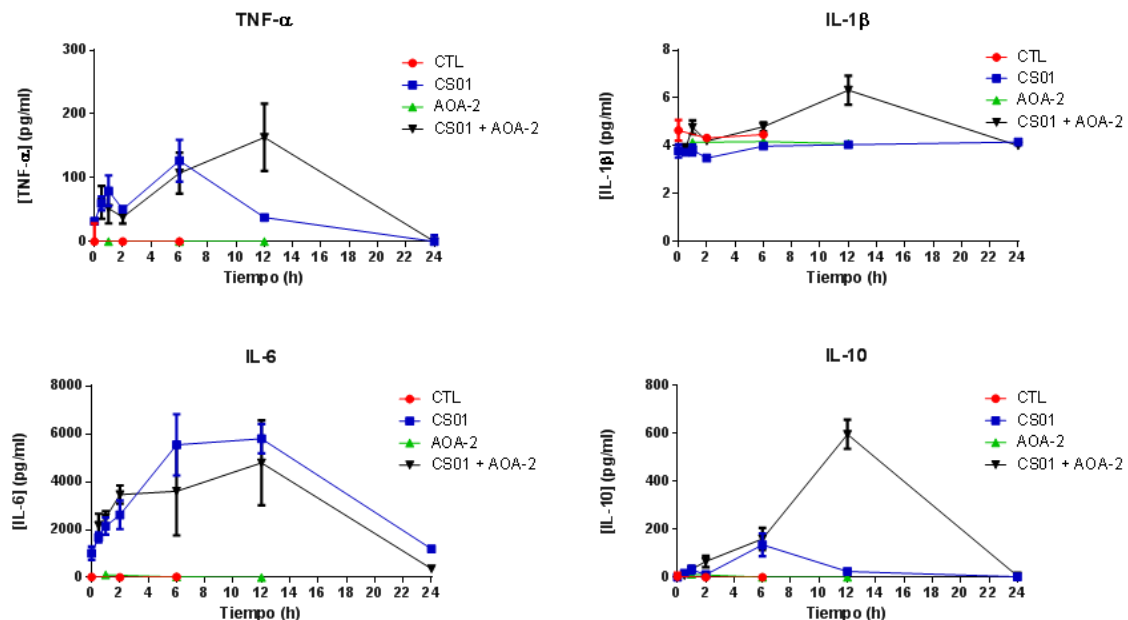 TNF-α
300
200
100
0
[TNF-α] (pg/ml)
0 2 4 6 8 10 12 14 16 18 20 22 24
Tiempo (h)
CTL
CS01
AOA-2
CS01 + AOA-2
IL-1β
8
6
4
2
0
[IL-1β] (pg/ml)
0 2 4 6 8 10 12 14 16 18 20 22 24
Tiempo (h)
CTL
CS01
AOA-2
CS01 + AOA-2
IL-6
8000
6000
4000
2000
0
[IL-6] (pg/ml)
0 2 4 6 8 10 12 14 16 18 20 22 24
Tiempo (h)
CTL
CS01
AOA-2
CS01 + AOA-2
IL-10
800
600
400
200
0
[IL-10] (pg/ml)
0 2 4 6 8 10 12 14 16 18 20 22 24
Tiempo (h)
CTL
CS01
AOA-2
CS01 + AOA-2